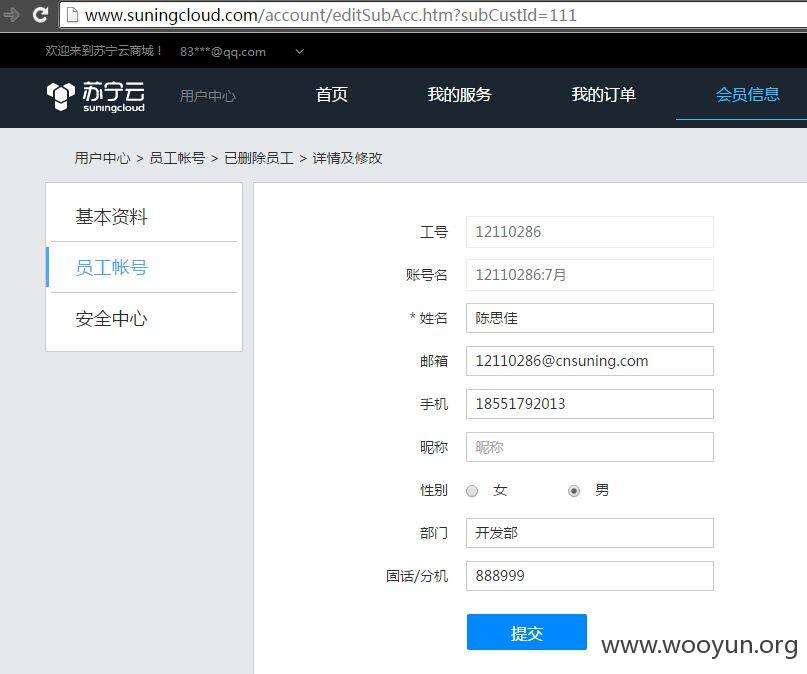 www.suningcloud.com/account/editSubAcc.htm?subCustId=111
欢迎来到苏宁云商城！ 83***@qq.com
苏宁云 suningcloud 用户中心 首页 我的服务 我的订单 会员信息
用户中心 > 员工帐号 > 已删除员工 > 详情及修改
基本资料
员工帐号
安全中心
工号 12110286
账号名 12110286:7月
* 姓名 陈思佳
邮箱 12110286@cnsuning.com
手机 18551792013
昵称 昵称
性别 女 男
部门 开发部
固话/分机 888999
提交
www.wooyun.org